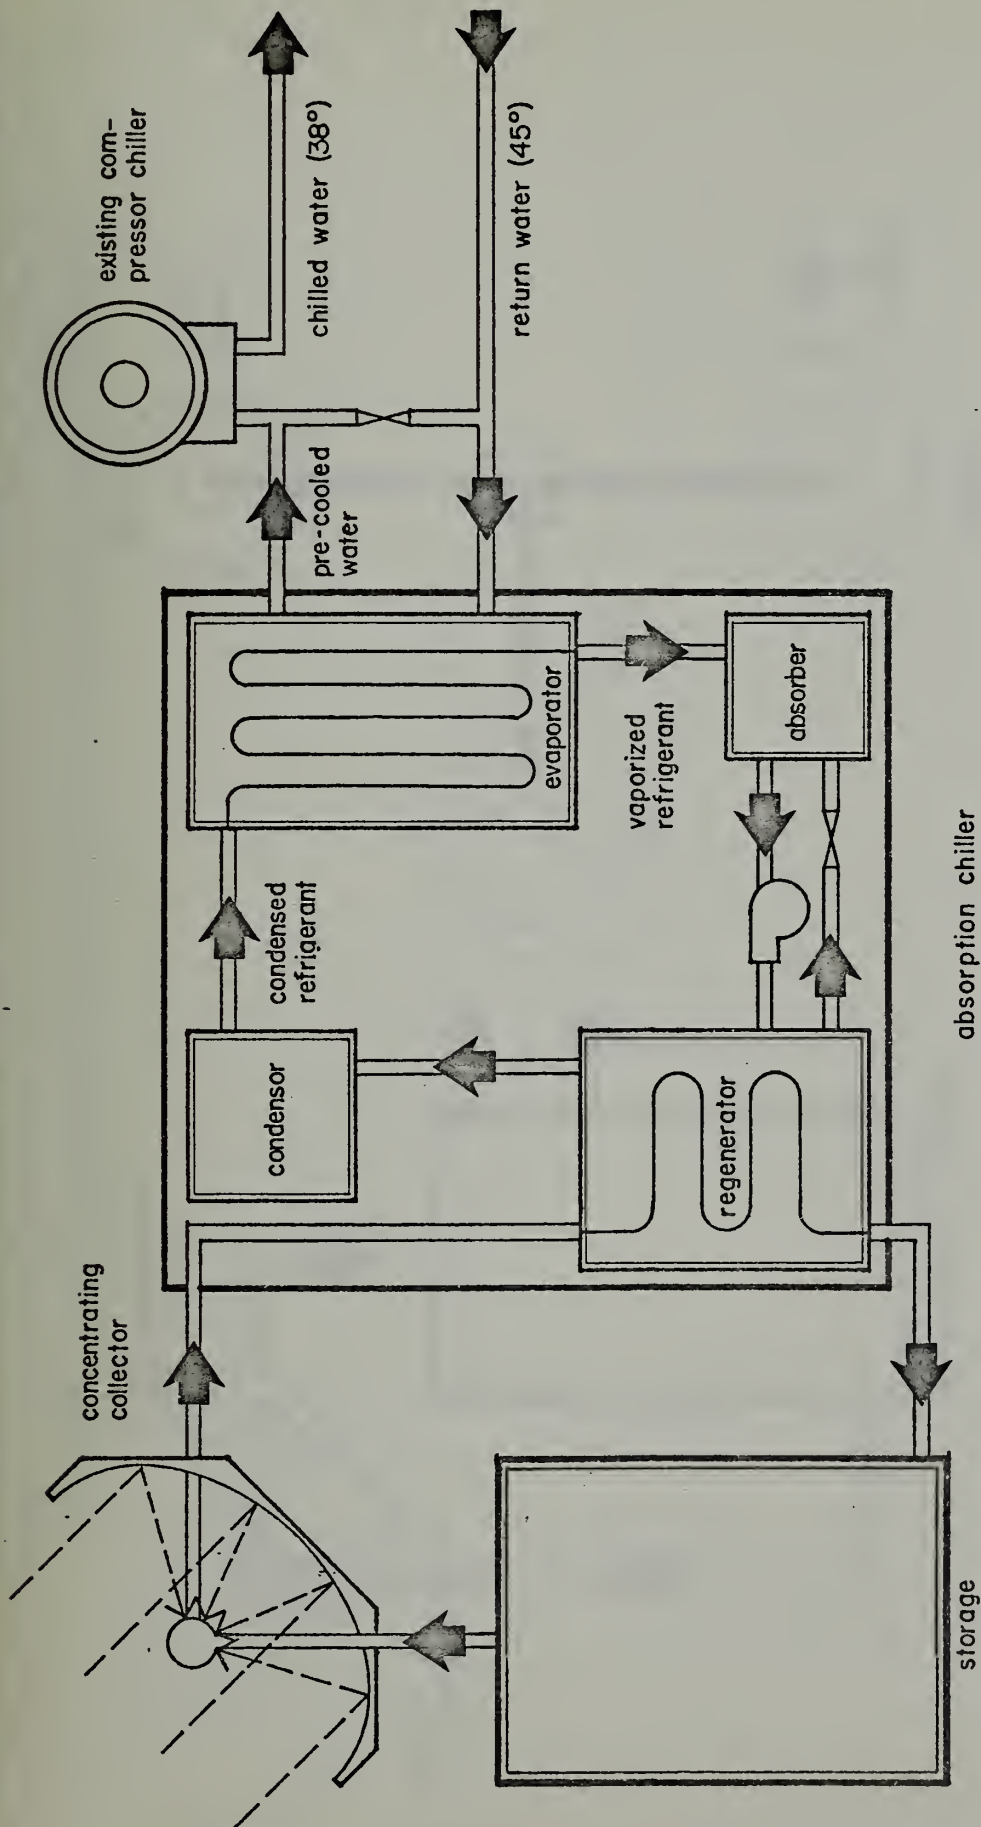 concentrating
collector
existing com-
pressor chiller
condensor
condensed
refrigerant
pre-cooled
water
chilled water (38°)
return water (45°)
evaporator
vaporized
refrigerant
regenerator
absorber
storage
absorption chiller